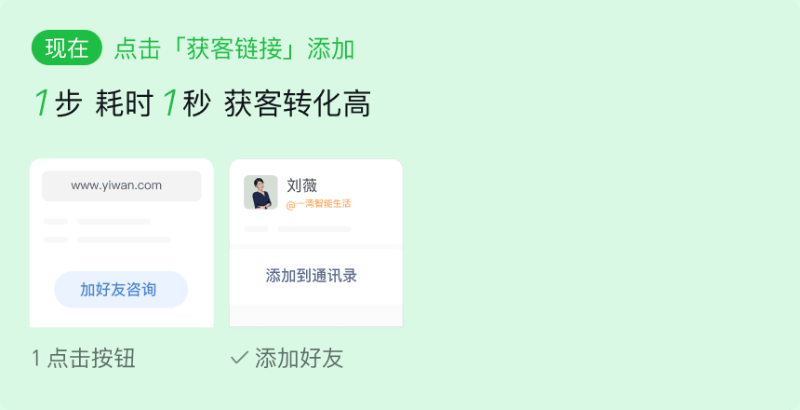 现在 点击「获客链接」添加
1步 耗时1秒 获客转化高
www.yiwan.com
加好友咨询
刘薇
@一湾智能生活
添加到通讯录
1 点击按钮
添加好友